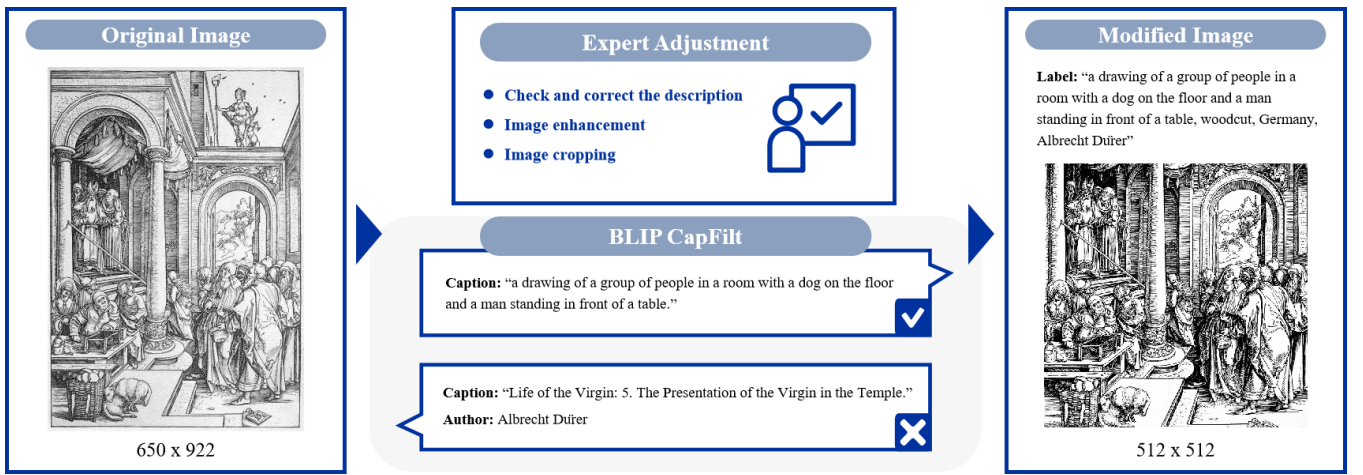 Original Image
650 x 922
Expert Adjustment
Check and correct the description
Image enhancement
Image cropping
BLIP CapFilt
Caption: “a drawing of a group of people in a room with a dog on the floor
and a man standing in front of a table.”
Caption: “Life of the Virgin: 5. The Presentation of the Virgin in the Temple.”
Author: Albrecht Dürer
Modified Image
Label: “a drawing of a group of people in a
room with a dog on the floor and a man
standing in front of a table, woodcut, Germany,
Albrecht Dürer”
512 x 512